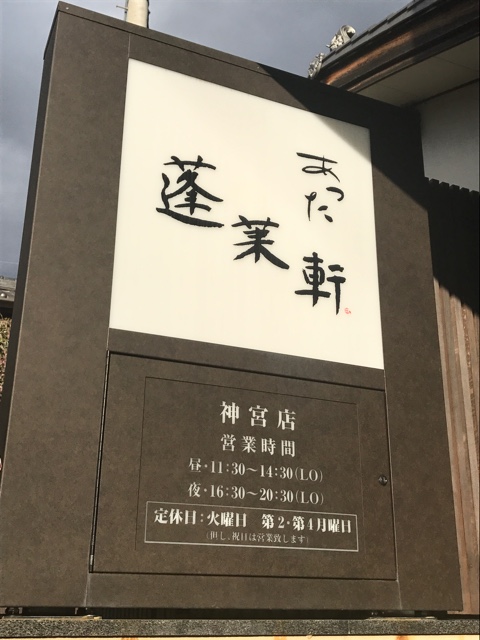 あつた
蓬莱軒
神宮店
営業時間
昼・11:30〜14:30(LO)
夜・16:30〜20:30(LO)
定休日:火曜日 第2・第4月曜日
(但し、祝日は営業致します)